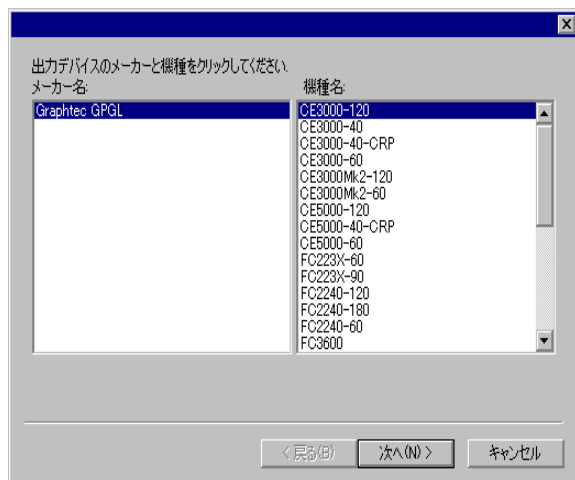 出力デバイスのメーカーと機種をクリックしてください.
メーカー名:
機種名:
Graphtec GPGL
CE3000-120
CE3000-40
CE3000-40-CRP
CE3000-60
CE3000Mk2-120
CE3000Mk2-60
CE5000-120
CE5000-40-CRP
CE5000-60
FC223X-60
FC223X-90
FC2240-120
FC2240-180
FC2240-60
FC3600
< 戻る(B)
次へ(N) >
キャンセル